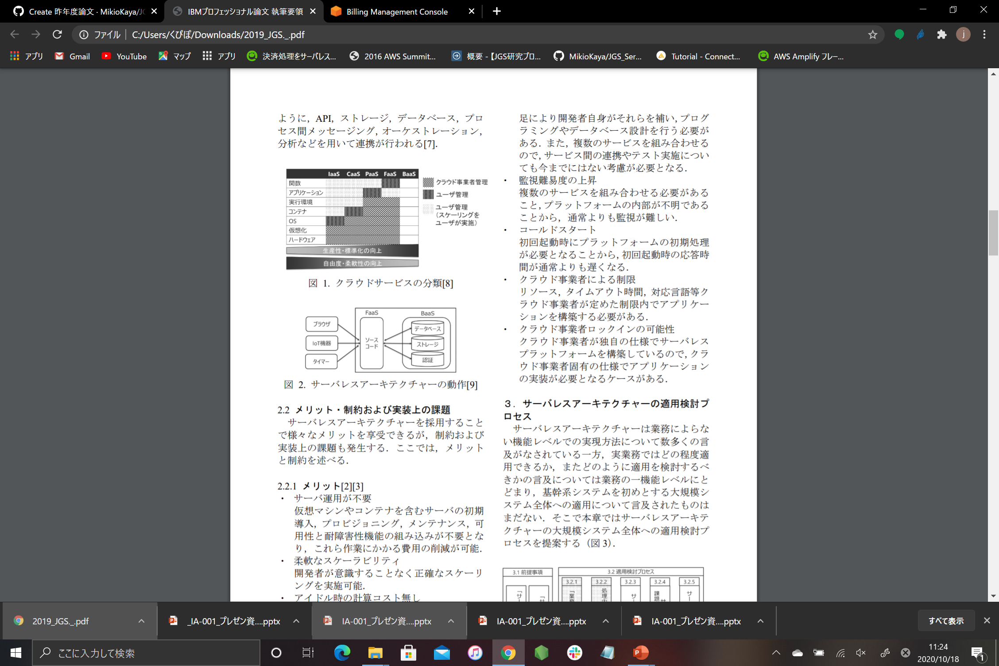 Create 昨年度論文 · MikioKaya/JG
IBMプロフェッショナル論文 執筆要領
Billing Management Console
ファイル
C:/Users/くぴぽ/Downloads/2019_JGS._.pdf
j
アプリ
Gmail
YouTube
マップ
アプリ
決済処理をサーバレス...
2016 AWS Summit...
概要 - 【JGS研究プロ...
MikioKaya/JGS_Ser...
Tutorial - Connect...
AWS Amplify フレー...
ように，API，ストレージ，データベース，プロ
セス間メッセージング，オーケストレーション，
分析などを用いて連携が行われる[7]．
IaaS CaaS PaaS FaaS BaaS
関数
アプリケーション
実行環境
コンテナ
OS
仮想化
ハードウェア
生産性・標準化の向上
自由度・柔軟性の向上
クラウド事業者管理
ユーザ管理
ユーザ管理
（スケーリングを
ユーザが実施）
図 1. クラウドサービスの分類[8]
FaaS
BaaS
ブラウザ
IoT機器
タイマー
ソース
コード
データベース
ストレージ
認証
図 2. サーバレスアーキテクチャーの動作[9]
2.2 メリット・制約および実装上の課題
サーバレスアーキテクチャーを採用すること
で様々なメリットを享受できるが，制約および
実装上の課題も発生する．ここでは，メリット
と制約を述べる．
2.2.1 メリット[2][3]
・ サーバ運用が不要
仮想マシンやコンテナを含むサーバの初期
導入，プロビジョニング，メンテナンス，可
用性と耐障害性機能の組み込みが不要とな
り，これら作業にかかる費用の削減が可能．
・ 柔軟なスケーラビリティ
開発者が意識することなく正確なスケーリ
ングを実施可能．
・ アイドル時の計算コスト無し
足により開発者自身がそれらを補い，プログ
ラミングやデータベース設計を行う必要が
ある．また，複数のサービスを組み合わせる
ので，サービス間の連携やテスト実施につい
ても今までにはない考慮が必要となる．
・ 監視難易度の上昇
複数のサービスを組み合わせる必要がある
こと，プラットフォームの内部が不明である
ことから，通常よりも監視が難しい．
・ コールドスタート
初回起動時にプラットフォームの初期処理
が必要となることから，初回起動時の応答時
間が通常よりも遅くなる．
・ クラウド事業者による制限
リソース，タイムアウト時間，対応言語等ク
ラウド事業者が定めた制限内でアプリケー
ションを構築する必要がある．
・ クラウド事業者ロックインの可能性
クラウド事業者が独自の仕様でサーバレス
プラットフォームを構築しているので，クラ
ウド事業者固有の仕様でアプリケーション
の実装が必要となるケースがある．
３．サーバレスアーキテクチャーの適用検討プ
ロセス
サーバレスアーキテクチャーは業務によらな
い機能レベルでの実現方法について数多くの言
及がなされている一方，実業務ではどの程度適
用できるか，またどのように適用を検討するべ
きかの言及については業務の一機能レベルにと
どまり，基幹系システムを初めとする大規模シ
ステム全体への適用について言及されたものは
まだない．そこで本章ではサーバレスアーキテ
クチャーの大規模システム全体への適用検討プ
ロセスを提案する（図3）．
3.1 前提事項
3.2 適用検討プロセス
3.2.1
3.2.2
3.2.3
3.2.4
3.2.5
「サ
「サ
「業務
処理内
サー
課題
サ
サー
2019_JGS._.pdf
_IA-001_プレゼン資....pptx
IA-001_プレゼン資....pptx
IA-001_プレゼン資....pptx
IA-001_プレゼン資....pptx
すべて表示
ここに入力して検索
11:24
2020/10/18
1